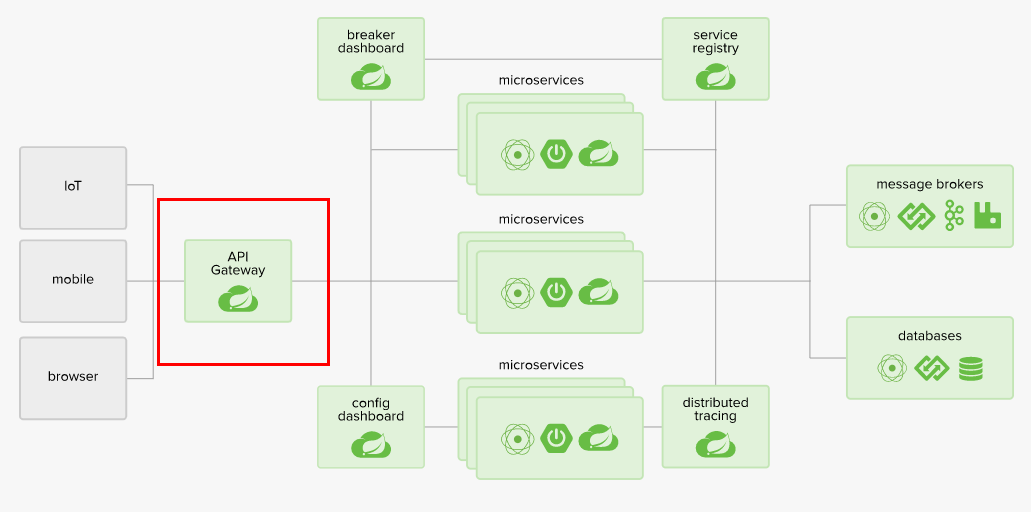 breaker
dashboard
service
registry
microservices
IoT
message brokers
microservices
API
Gateway
mobile
databases
microservices
browser
config
dashboard
distributed
tracing